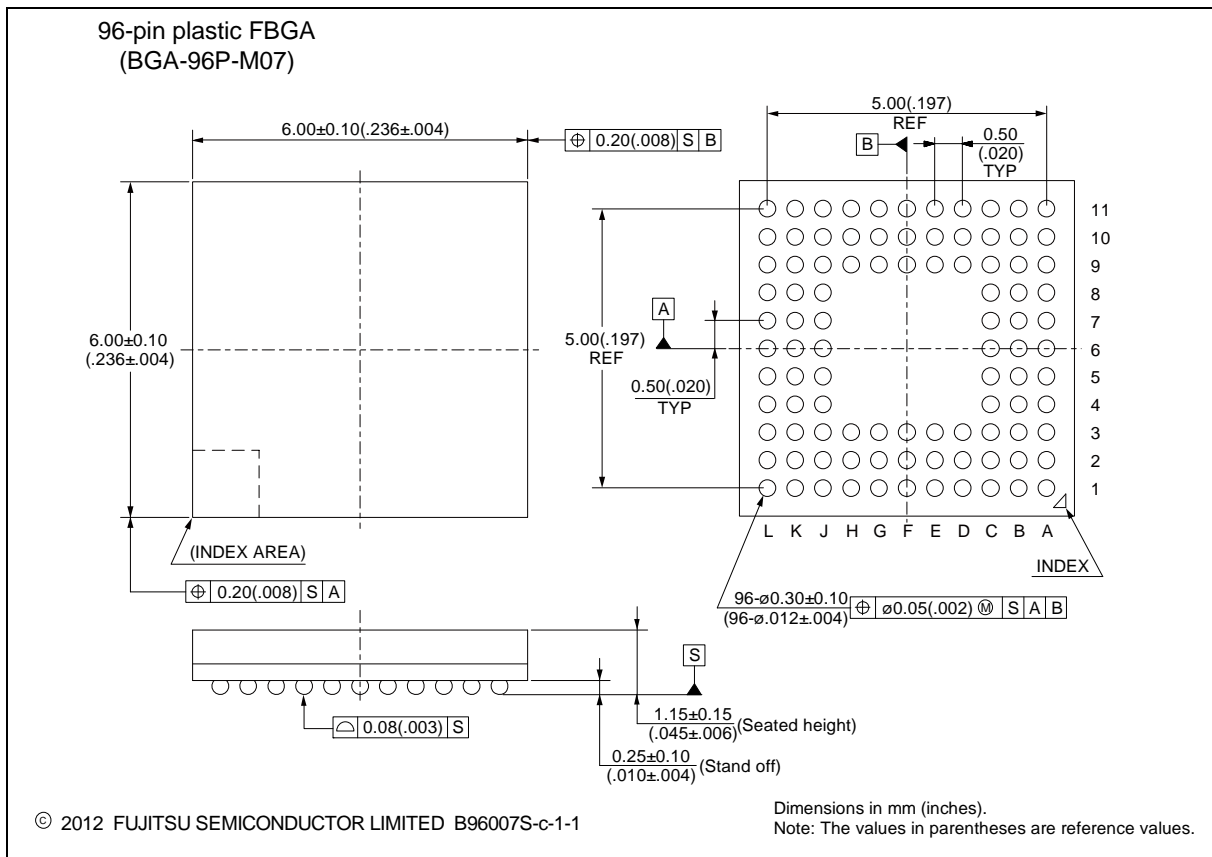 96-pin plastic FBGA
(BGA-96P-M07)
6.00±0.10(.236±.004)
⌖ 0.20(.008) S B
6.00±0.10
(.236±.004)
(INDEX AREA)
⌖ 0.20(.008) S A
5.00(.197)
REF
B
0.50
(.020)
TYP
5.00(.197)
REF
A
0.50(.020)
TYP
11
10
9
8
7
6
5
4
3
2
1
L K J H G F E D C B A
INDEX
96-ø0.30±0.10
(96-ø.012±.004)
⌖ ø0.05(.002) Ⓜ S A B
S
⌓ 0.08(.003) S
1.15±0.15
(.045±.006)
(Seated height)
0.25±0.10
(.010±.004)
(Stand off)
© 2012 FUJITSU SEMICONDUCTOR LIMITED B96007S-c-1-1
Dimensions in mm (inches).
Note: The values in parentheses are reference values.